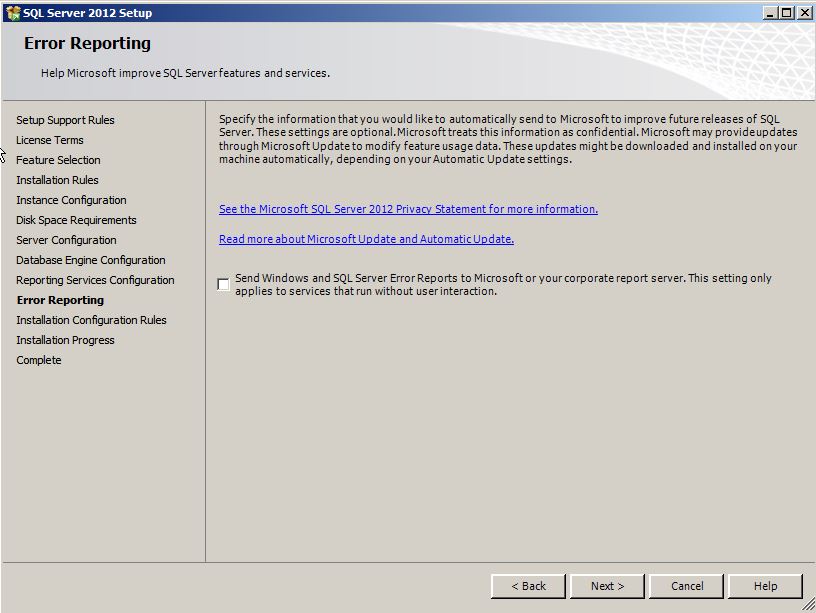 SQL Server 2012 Setup
Error Reporting
Help Microsoft improve SQL Server features and services.
Setup Support Rules
License Terms
Feature Selection
Installation Rules
Instance Configuration
Disk Space Requirements
Server Configuration
Database Engine Configuration
Reporting Services Configuration
Error Reporting
Installation Configuration Rules
Installation Progress
Complete
Specify the information that you would like to automatically send to Microsoft to improve future releases of SQL
Server. These settings are optional. Microsoft treats this information as confidential. Microsoft may provide updates
through Microsoft Update to modify feature usage data. These updates might be downloaded and installed on your
machine automatically, depending on your Automatic Update settings.
See the Microsoft SQL Server 2012 Privacy Statement for more information.
Read more about Microsoft Update and Automatic Update.
Send Windows and SQL Server Error Reports to Microsoft or your corporate report server. This setting only
applies to services that run without user interaction.
< Back
Next >
Cancel
Help